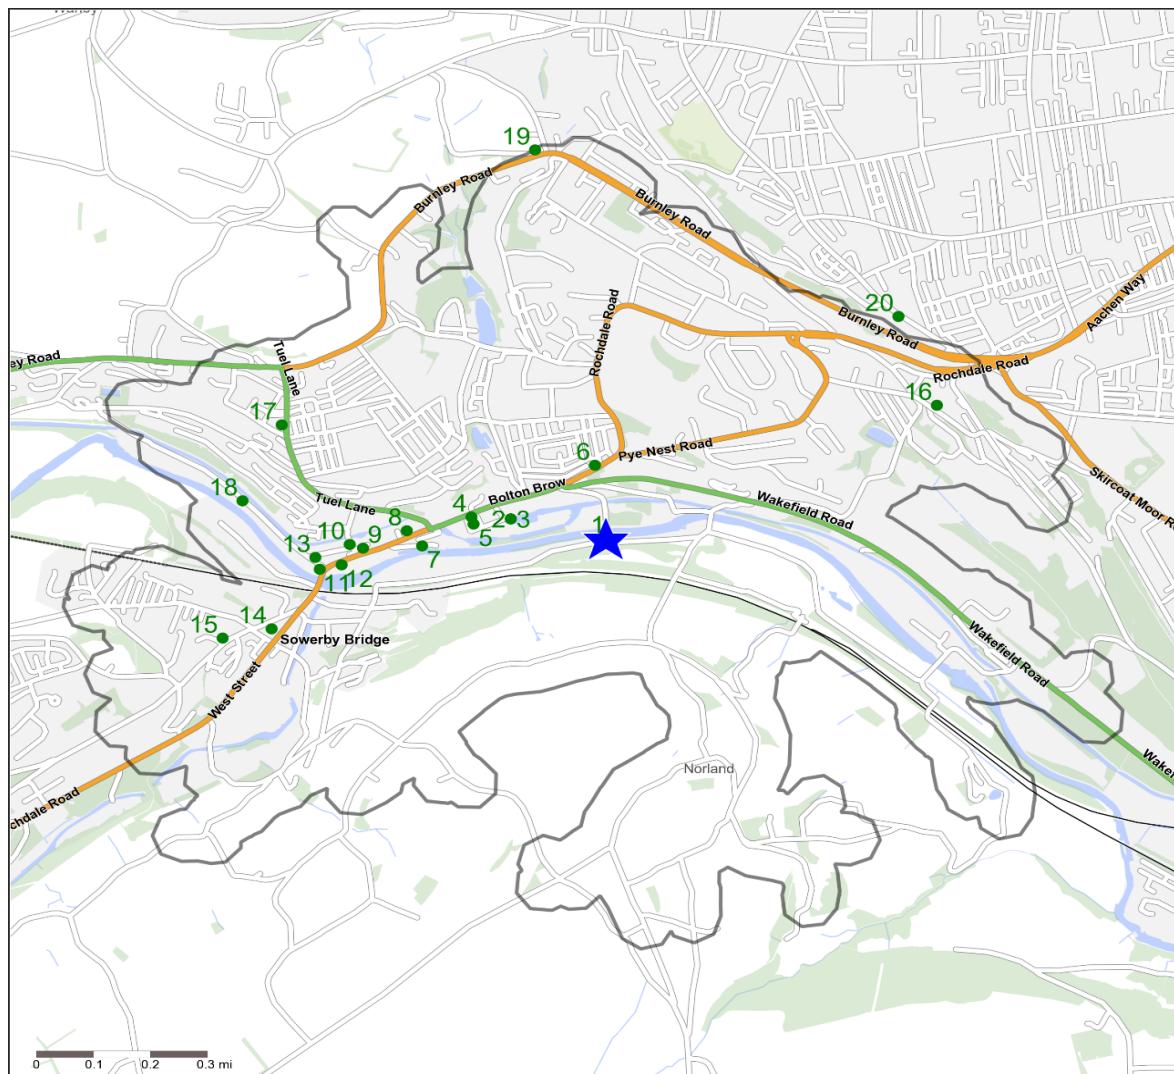 19
Burnley Road
Burnley Road
Aachen Way
20
Burnley Road
Rochdale Road
ey Road
Tuel Lane
Rochdale Road
16
17
6
Pye Nest Road
Skircoat Moor R
18
Tuel Lane
Bolton Brow
Wakefield Road
4
2
3
5
1
8
7
10
9
13
11
12
14
15
Sowerby Bridge
Wakefield Road
West Street
Norland
Wakef
chdale Road
0
0.1
0.2
0.3 mi